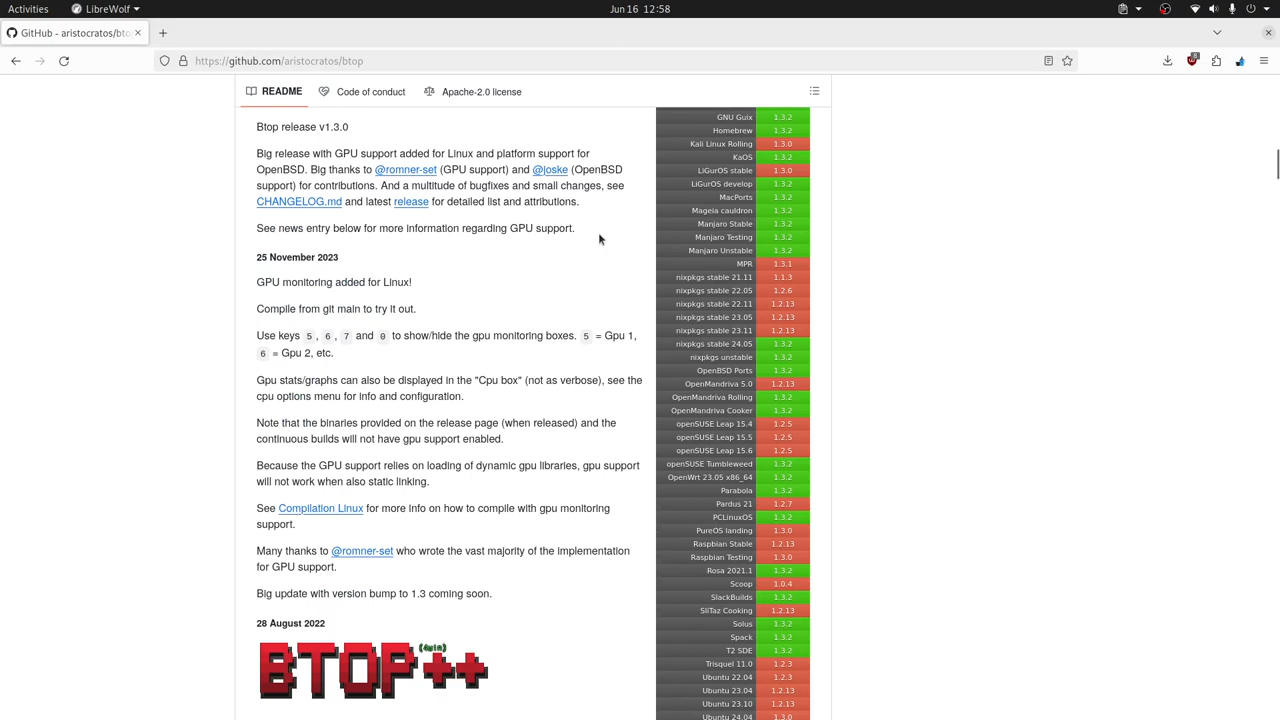 Activities
LibreWolf
Jun 16 12:58
GitHub - aristocratos/bto
https://github.com/aristocratos/btop
README
Code of conduct
Apache-2.0 license
Btop release v1.3.0
Big release with GPU support added for Linux and platform support for
OpenBSD. Big thanks to @romner-set (GPU support) and @joske (OpenBSD
support) for contributions. And a multitude of bugfixes and small changes, see
CHANGELOG.md and latest release for detailed list and attributions.
See news entry below for more information regarding GPU support.
25 November 2023
GPU monitoring added for Linux!
Compile from git main to try it out.
Use keys 5 , 6 , 7 and 0 to show/hide the gpu monitoring boxes. 5 = Gpu 1,
6 = Gpu 2, etc.
Gpu stats/graphs can also be displayed in the "Cpu box" (not as verbose), see the
cpu options menu for info and configuration.
Note that the binaries provided on the release page (when released) and the
continuous builds will not have gpu support enabled.
Because the GPU support relies on loading of dynamic gpu libraries, gpu support
will not work when also static linking.
See Compilation Linux for more info on how to compile with gpu monitoring
support.
Many thanks to @romner-set who wrote the vast majority of the implementation
for GPU support.
Big update with version bump to 1.3 coming soon.
28 August 2022
BTOP++
(4win)
GNU Guix 1.3.2
Homebrew 1.3.2
Kali Linux Rolling 1.3.0
KaOS 1.3.2
LiGurOS stable 1.3.0
LiGurOS develop 1.3.2
MacPorts 1.3.2
Mageia cauldron 1.3.2
Manjaro Stable 1.3.2
Manjaro Testing 1.3.2
Manjaro Unstable 1.3.2
MPR 1.3.1
nixpkgs stable 21.11 1.1.3
nixpkgs stable 22.05 1.2.6
nixpkgs stable 22.11 1.2.13
nixpkgs stable 23.05 1.2.13
nixpkgs stable 23.11 1.2.13
nixpkgs stable 24.05 1.3.2
nixpkgs unstable 1.3.2
OpenBSD Ports 1.3.2
OpenMandriva 5.0 1.2.13
OpenMandriva Rolling 1.3.2
OpenMandriva Cooker 1.3.2
openSUSE Leap 15.4 1.2.5
openSUSE Leap 15.5 1.2.5
openSUSE Leap 15.6 1.2.5
openSUSE Tumbleweed 1.3.2
OpenWrt 23.05 x86_64 1.3.2
Parabola 1.3.2
Pardus 21 1.2.7
PCLinuxOS 1.3.2
PureOS landing 1.3.0
Raspbian Stable 1.2.13
Raspbian Testing 1.3.0
Rosa 2021.1 1.3.2
Scoop 1.0.4
SlackBuilds 1.3.2
SliTaz Cooking 1.2.13
Solus 1.3.2
Spack 1.3.2
T2 SDE 1.3.2
Trisquel 11.0 1.2.3
Ubuntu 22.04 1.2.3
Ubuntu 23.04 1.2.13
Ubuntu 23.10 1.2.13
Ubuntu 24.04 1.3.0